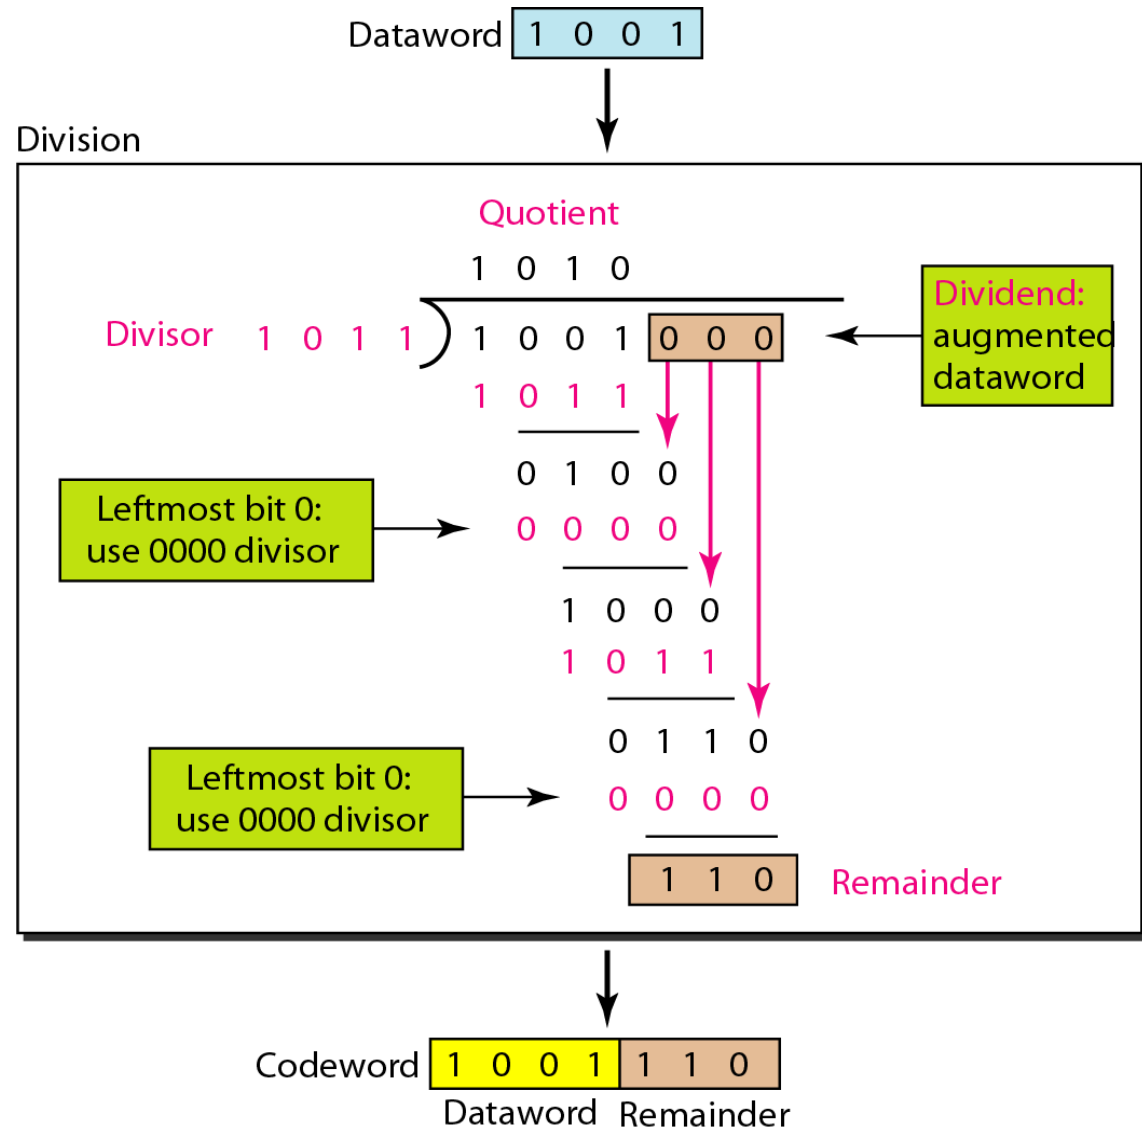 Dataword 1 0 0 1
Division
Quotient
1 0 1 0
Divisor 1 0 1 1 1 0 0 1 0 0 0
Dividend:
augmented
dataword
1 0 1 1
0 1 0 0
Leftmost bit 0:
use 0000 divisor
0 0 0 0
1 0 0 0
1 0 1 1
0 1 1 0
Leftmost bit 0:
use 0000 divisor
0 0 0 0
1 1 0 Remainder
Codeword 1 0 0 1 1 1 0
Dataword Remainder